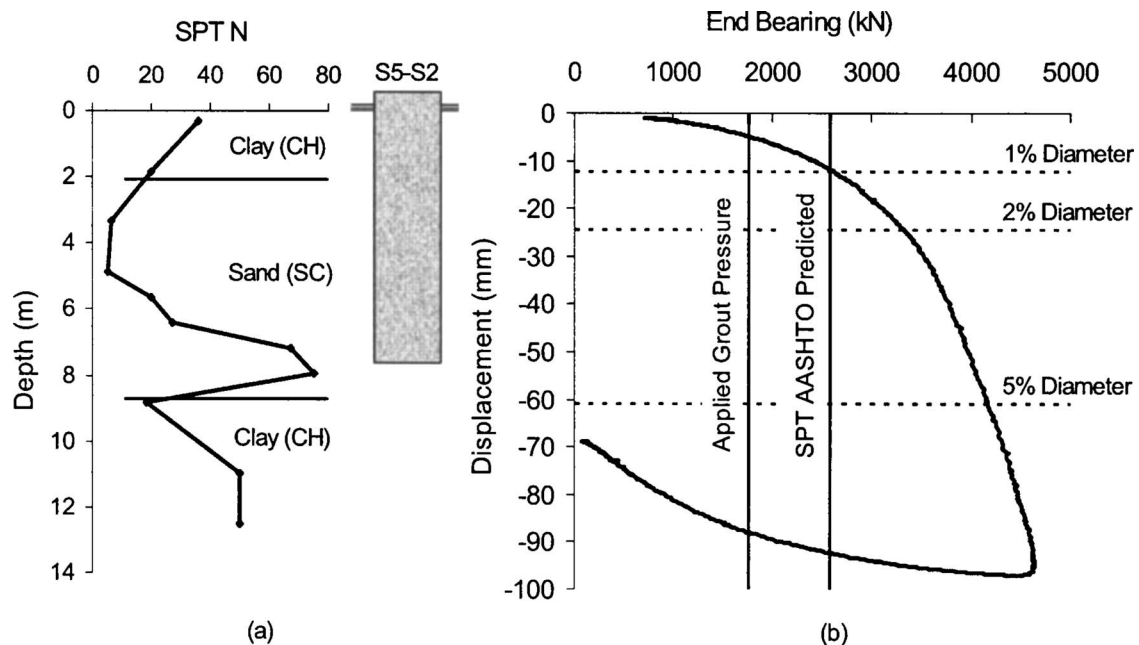 SPT N
0 20 40 60 80
S5-S2
0
2
4
6
8
10
12
14
Depth (m)
Clay (CH)
Sand (SC)
Clay (CH)
(a)
End Bearing (kN)
0 1000 2000 3000 4000 5000
0
-10
-20
-30
-40
-50
-60
-70
-80
-90
-100
Displacement (mm)
Applied Grout Pressure
SPT AASHTO Predicted
1% Diameter
2% Diameter
5% Diameter
(b)